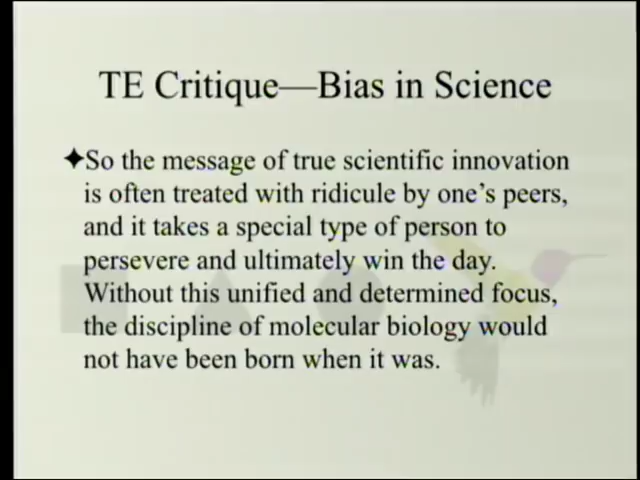 TE Critique—Bias in Science
✦So the message of true scientific innovation
is often treated with ridicule by one's peers,
and it takes a special type of person to
persevere and ultimately win the day.
Without this unified and determined focus,
the discipline of molecular biology would
not have been born when it was.